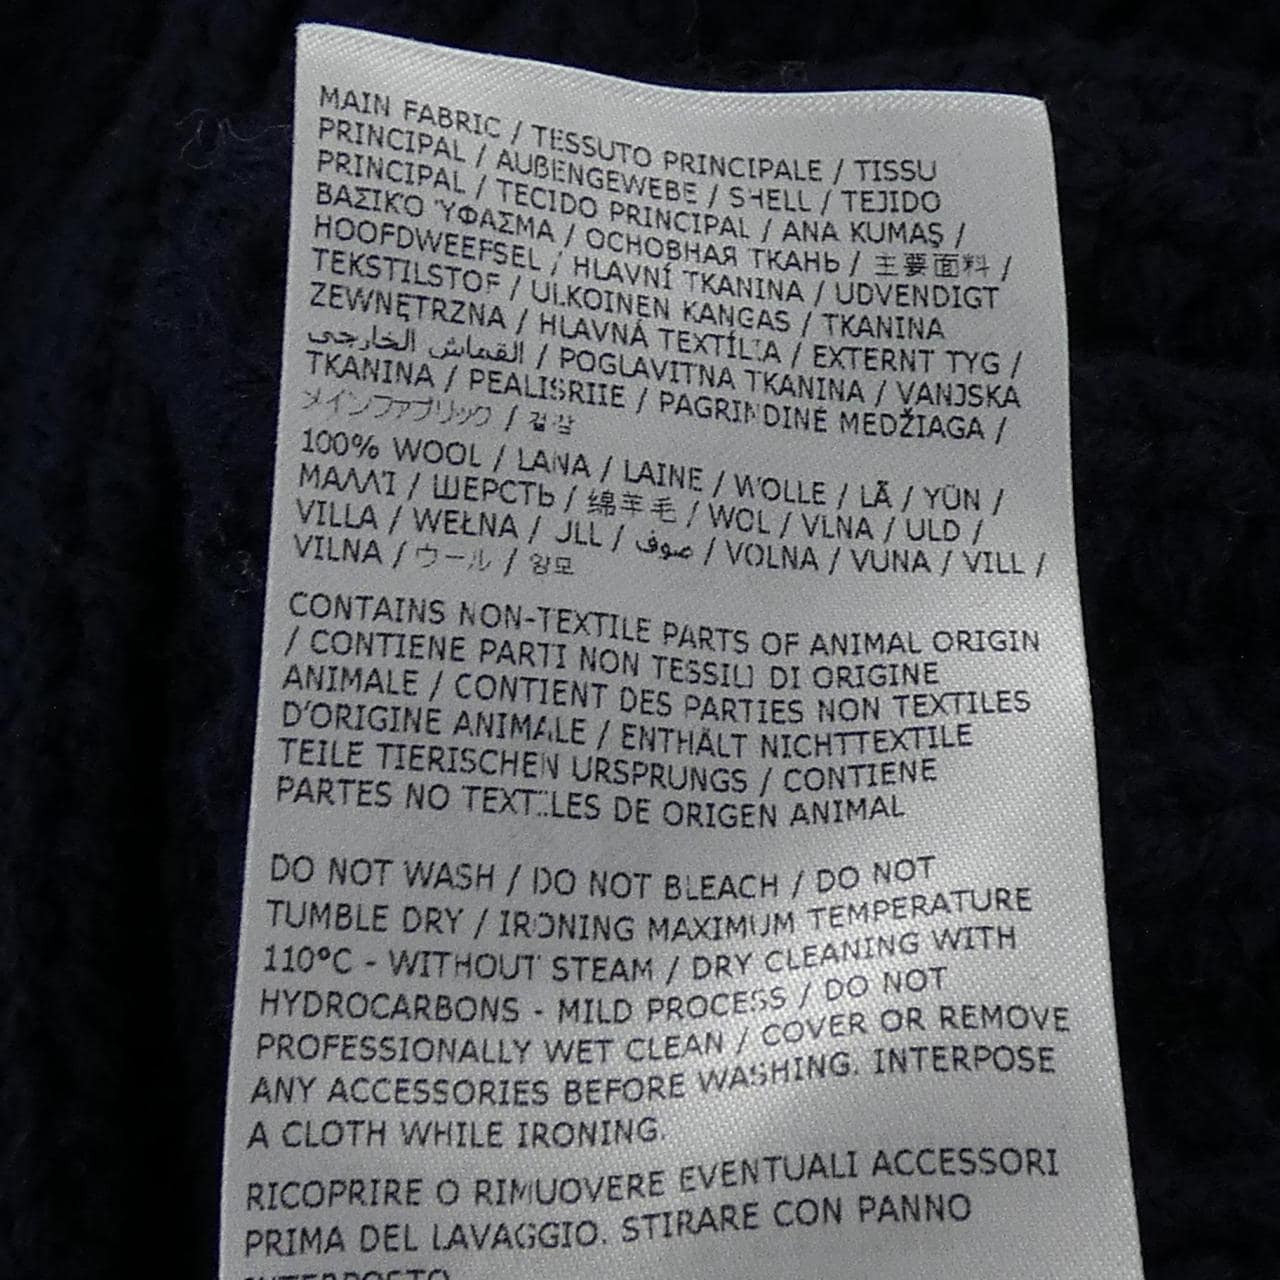 MAIN FABRIC / TESSUTO PRINCIPALE / TISSU
PRINCIPAL / AUßENGEWEBE / SHELL / TEJIDO
PRINCIPAL / TECIDO PRINCIPAL / ANA KUMAŞ /
ΒΑΣΙΚΌ ΎΦΑΣΜΑ / ОСНОВНАЯ ТКАНЬ / 主要面料 /
HOOFDWEEFSEL / HLAVNÍ TKANINA / UDVENDIGT
TEKSTILSTOF / ULKOINEN KANGAS / TKANINA
ZEWNĘTRZNA / HLAVNÁ TEXTÍLIA / EXTERNT TYG /
القماش الخارجي / POGLAVITNA TKANINA / VANJSKA
TKANINA / PEALISRIIE / PAGRINDINĖ MEDŽIAGA /
メインファブリック / 겉감
100% WOOL / LANA / LAINE / WOLLE / LÃ / YÜN /
ΜΑΛΛΊ / ШЕРСТЬ / 绵羊毛 / WOL / VLNA / ULD /
VILLA / WEŁNA / ULL / صوف / VOLNA / VUNA / VILL /
VILNA / ウール / 양모
CONTAINS NON-TEXTILE PARTS OF ANIMAL ORIGIN
/ CONTIENE PARTI NON TESSILI DI ORIGINE
ANIMALE / CONTIENT DES PARTIES NON TEXTILES
D'ORIGINE ANIMALE / ENTHÄLT NICHTTEXTILE
TEILE TIERISCHEN URSPRUNGS / CONTIENE
PARTES NO TEXTILES DE ORIGEN ANIMAL
DO NOT WASH / DO NOT BLEACH / DO NOT
TUMBLE DRY / IRONING MAXIMUM TEMPERATURE
110°C - WITHOUT STEAM / DRY CLEANING WITH
HYDROCARBONS - MILD PROCESS / DO NOT
PROFESSIONALLY WET CLEAN / COVER OR REMOVE
ANY ACCESSORIES BEFORE WASHING. INTERPOSE
A CLOTH WHILE IRONING.
RICOPRIRE O RIMUOVERE EVENTUALI ACCESSORI
PRIMA DEL LAVAGGIO. STIRARE CON PANNO
INTERPOSTO